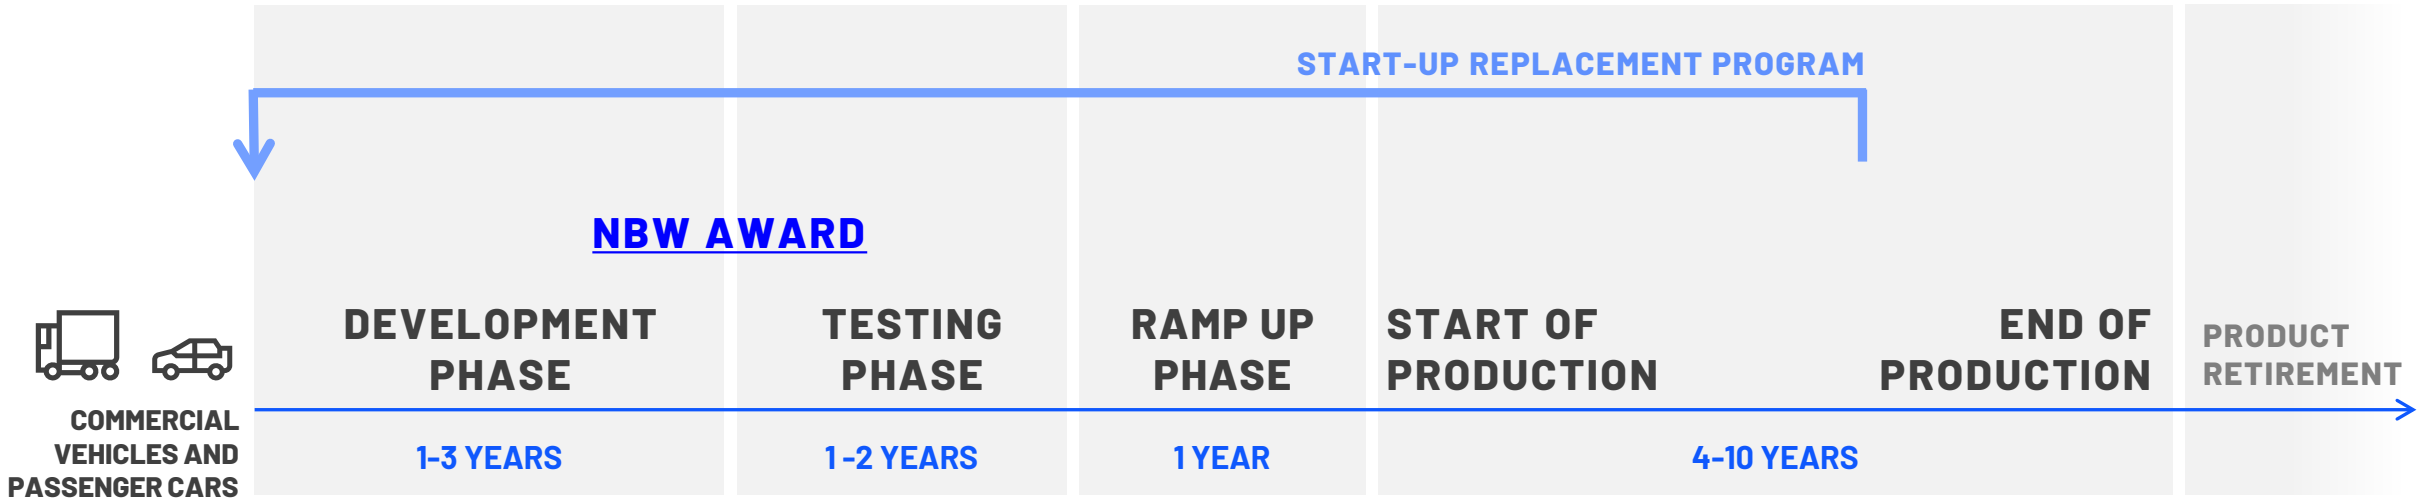 START-UP REPLACEMENT PROGRAM
NBW AWARD
DEVELOPMENT
PHASE
TESTING
PHASE
RAMP UP
PHASE
START OF
PRODUCTION
END OF
PRODUCTION
PRODUCT
RETIREMENT
COMMERCIAL
VEHICLES AND
PASSENGER CARS
1-3 YEARS
1 -2 YEARS
1 YEAR
4-10 YEARS